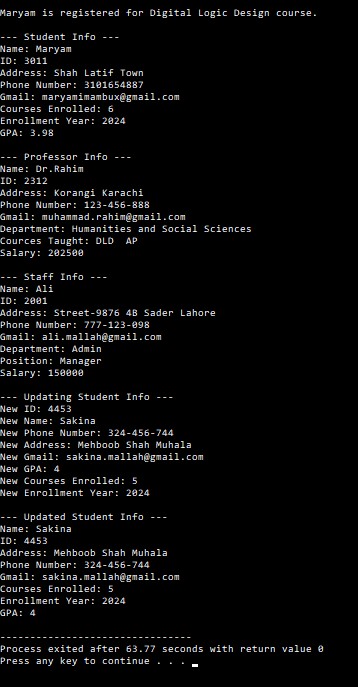 Maryam is registered for Digital Logic Design course.
--- Student Info ---
Name: Maryam
ID: 3011
Address: Shah Latif Town
Phone Number: 3101654887
Gmail: maryamimambux@gmail.com
Courses Enrolled: 6
Enrollment Year: 2024
GPA: 3.98
--- Professor Info ---
Name: Dr.Rahim
ID: 2312
Address: Korangi Karachi
Phone Number: 123-456-888
Gmail: muhammad.rahim@gmail.com
Department: Humanities and Social Sciences
Cources Taught: DLD  AP
Salary: 202500
--- Staff Info ---
Name: Ali
ID: 2001
Address: Street-9876 4B Sader Lahore
Phone Number: 777-123-098
Gmail: ali.mallah@gmail.com
Department: Admin
Position: Manager
Salary: 150000
--- Updating Student Info ---
New ID: 4453
New Name: Sakina
New Phone Number: 324-456-744
New Address: Mehboob Shah Muhala
New Gmail: sakina.mallah@gmail.com
New GPA: 4
New Courses Enrolled: 5
New Enrollment Year: 2024
--- Updated Student Info ---
Name: Sakina
ID: 4453
Address: Mehboob Shah Muhala
Phone Number: 324-456-744
Gmail: sakina.mallah@gmail.com
Courses Enrolled: 5
Enrollment Year: 2024
GPA: 4
--------------------------------
Process exited after 63.77 seconds with return value 0
Press any key to continue . . .